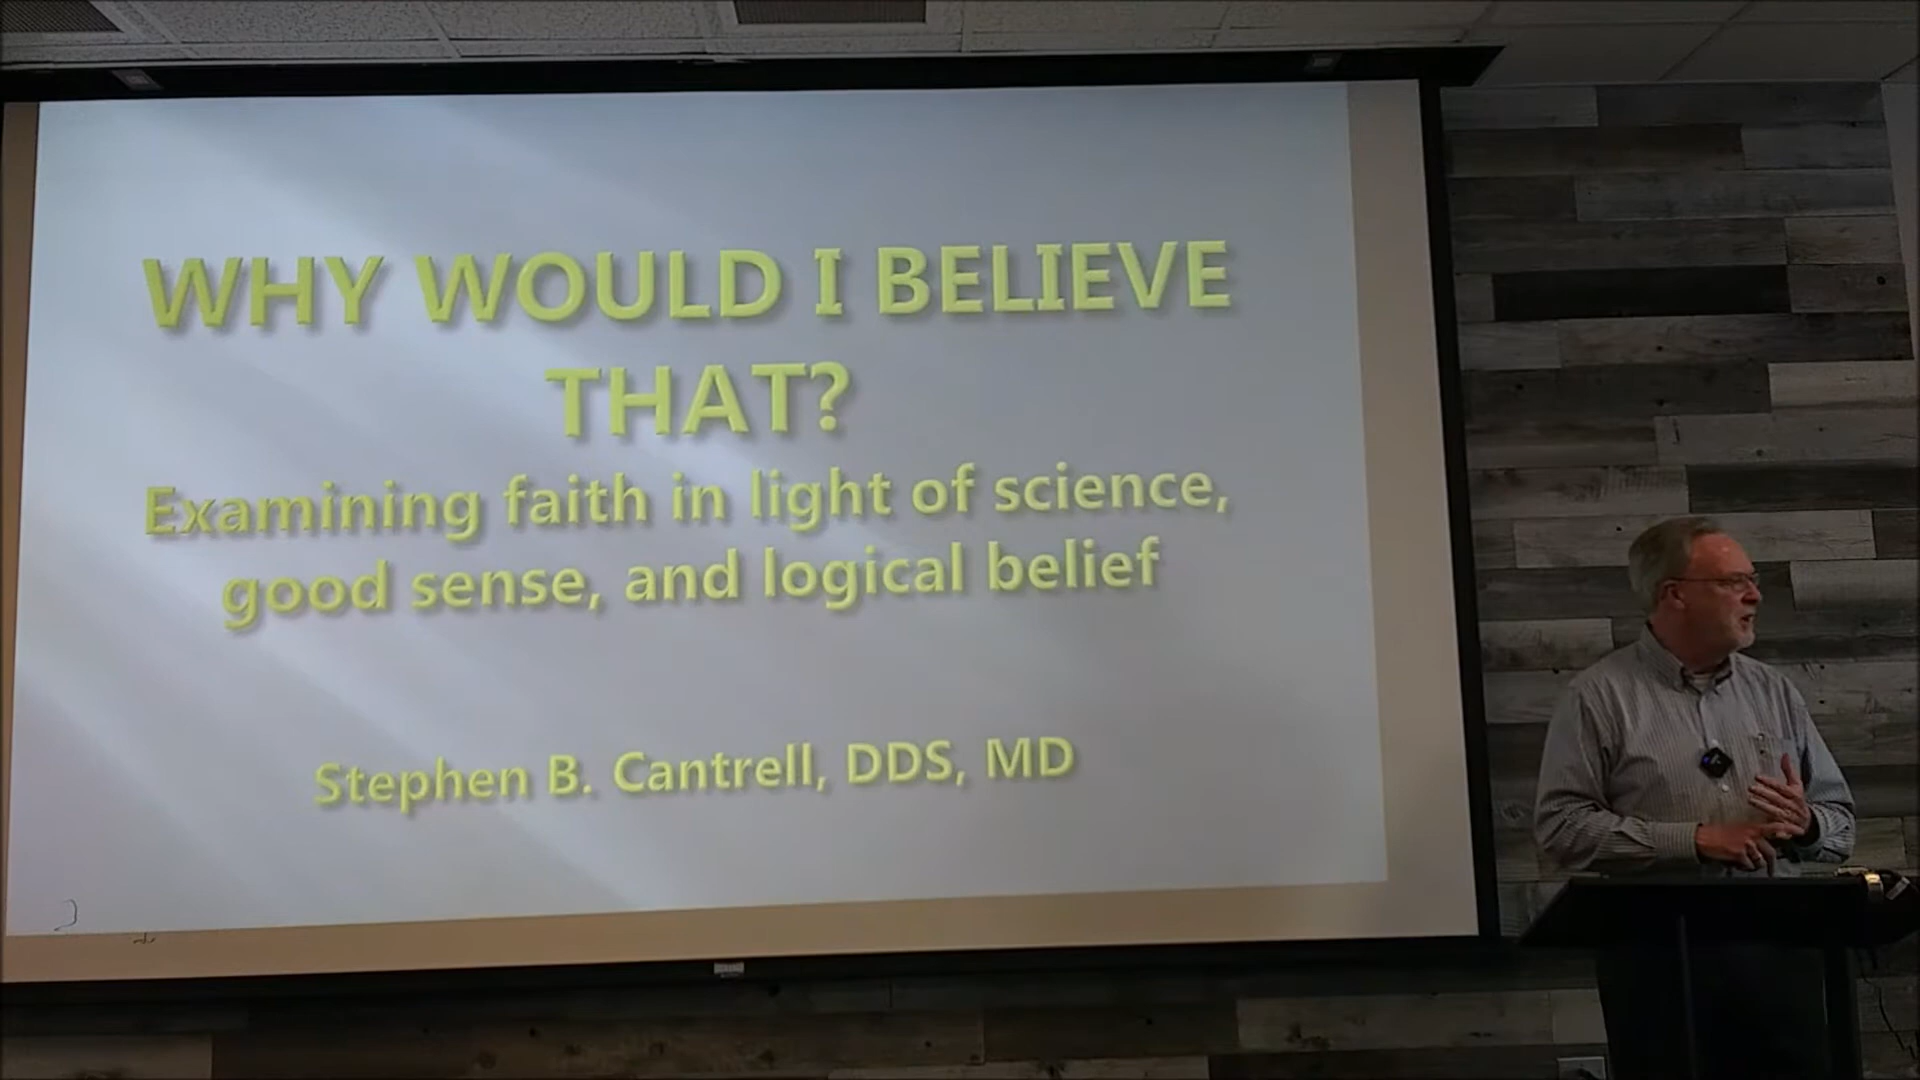 WHY WOULD I BELIEVE
THAT?
Examining faith in light of science,
good sense, and logical belief
Stephen B. Cantrell, DDS, MD